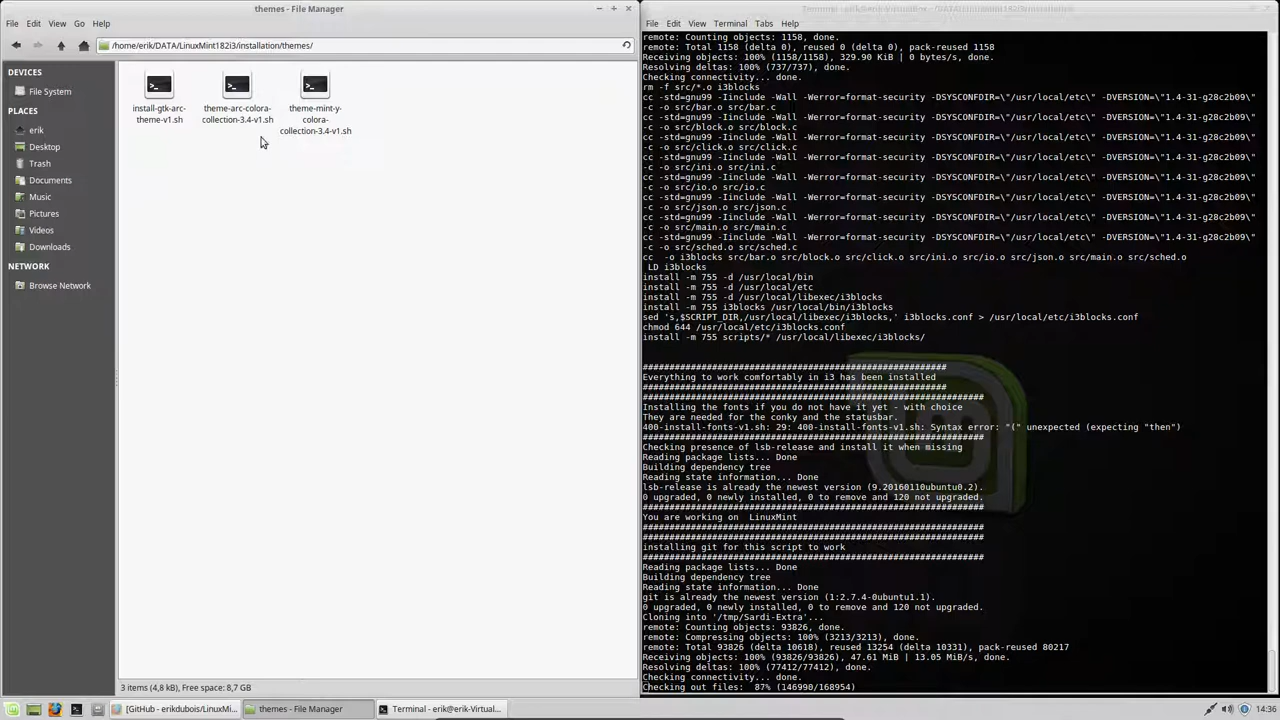 themes - File Manager
File Edit View Go Help
/home/erik/DATA/LinuxMint182i3/installation/themes/
DEVICES
File System
PLACES
erik
Desktop
Trash
Documents
Music
Pictures
Videos
Downloads
NETWORK
Browse Network
install-gtk-arc-
theme-v1.sh
theme-arc-colora-
collection-3.4-v1.sh
theme-mint-y-
colora-
collection-3.4-v1.sh
3 items (4,8 kB), Free space: 8,7 GB
Terminal - erik@erik-VirtualBox: ~/DATA/LinuxMint182i3/installation
File Edit View Terminal Tabs Help
remote: Counting objects: 1158, done.
remote: Total 1158 (delta 0), reused 0 (delta 0), pack-reused 1158
Receiving objects: 100% (1158/1158), 329.90 KiB | 0 bytes/s, done.
Resolving deltas: 100% (737/737), done.
Checking connectivity... done.
rm -f src/*.o i3blocks
cc -std=gnu99 -Iinclude -Wall -Werror=format-security -DSYSCONFDIR=\"/usr/local/etc\" -DVERSION=\"1.4-31-g28c2b09\"
-c -o src/bar.o src/bar.c
cc -std=gnu99 -Iinclude -Wall -Werror=format-security -DSYSCONFDIR=\"/usr/local/etc\" -DVERSION=\"1.4-31-g28c2b09\"
-c -o src/block.o src/block.c
cc -std=gnu99 -Iinclude -Wall -Werror=format-security -DSYSCONFDIR=\"/usr/local/etc\" -DVERSION=\"1.4-31-g28c2b09\"
-c -o src/click.o src/click.c
cc -std=gnu99 -Iinclude -Wall -Werror=format-security -DSYSCONFDIR=\"/usr/local/etc\" -DVERSION=\"1.4-31-g28c2b09\"
-c -o src/ini.o src/ini.c
cc -std=gnu99 -Iinclude -Wall -Werror=format-security -DSYSCONFDIR=\"/usr/local/etc\" -DVERSION=\"1.4-31-g28c2b09\"
-c -o src/io.o src/io.c
cc -std=gnu99 -Iinclude -Wall -Werror=format-security -DSYSCONFDIR=\"/usr/local/etc\" -DVERSION=\"1.4-31-g28c2b09\"
-c -o src/json.o src/json.c
cc -std=gnu99 -Iinclude -Wall -Werror=format-security -DSYSCONFDIR=\"/usr/local/etc\" -DVERSION=\"1.4-31-g28c2b09\"
-c -o src/main.o src/main.c
cc -std=gnu99 -Iinclude -Wall -Werror=format-security -DSYSCONFDIR=\"/usr/local/etc\" -DVERSION=\"1.4-31-g28c2b09\"
-c -o src/sched.o src/sched.c
cc -o i3blocks src/bar.o src/block.o src/click.o src/ini.o src/io.o src/json.o src/main.o src/sched.o
LD i3blocks
install -m 755 -d /usr/local/bin
install -m 755 -d /usr/local/etc
install -m 755 -d /usr/local/libexec/i3blocks
install -m 755 i3blocks /usr/local/bin/i3blocks
sed 's,$SCRIPT_DIR,/usr/local/libexec/i3blocks,' i3blocks.conf > /usr/local/etc/i3blocks.conf
chmod 644 /usr/local/etc/i3blocks.conf
install -m 755 scripts/* /usr/local/libexec/i3blocks/
######################################################
Everything to work comfortably in i3 has been installed
######################################################
#############################################################
Installing the fonts if you do not have it yet - with choice
They are needed for the conky and the statusbar.
400-install-fonts-v1.sh: 29: 400-install-fonts-v1.sh: Syntax error: "(" unexpected (expecting "then")
#############################################################
Checking presence of lsb-release and install it when missing
Reading package lists... Done
Building dependency tree
Reading state information... Done
lsb-release is already the newest version (9.20160110ubuntu0.2).
0 upgraded, 0 newly installed, 0 to remove and 120 not upgraded.
#############################################################
You are working on LinuxMint
#############################################################
#############################################################
installing git for this script to work
#############################################################
Reading package lists... Done
Building dependency tree
Reading state information... Done
git is already the newest version (1:2.7.4-0ubuntu1.1).
0 upgraded, 0 newly installed, 0 to remove and 120 not upgraded.
Cloning into '/tmp/Sardi-Extra'...
remote: Counting objects: 93826, done.
remote: Compressing objects: 100% (3213/3213), done.
remote: Total 93826 (delta 10618), reused 13254 (delta 10331), pack-reused 80217
Receiving objects: 100% (93826/93826), 47.61 MiB | 13.05 MiB/s, done.
Resolving deltas: 100% (77412/77412), done.
Checking connectivity... done.
Checking out files: 87% (146990/168954)
[GitHub - erikdubois/LinuxMi...
themes - File Manager
Terminal - erik@erik-Virtual...
14:36